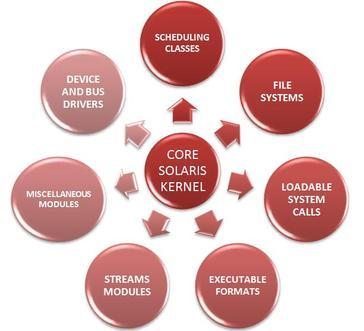 SCHEDULING
CLASSES
FILE
SYSTEMS
LOADABLE
SYSTEM
CALLS
EXECUTABLE
FORMATS
STREAMS
MODULES
MISCELLANEOUS
MODULES
DEVICE
AND BUS
DRIVERS
CORE
SOLARIS
KERNEL